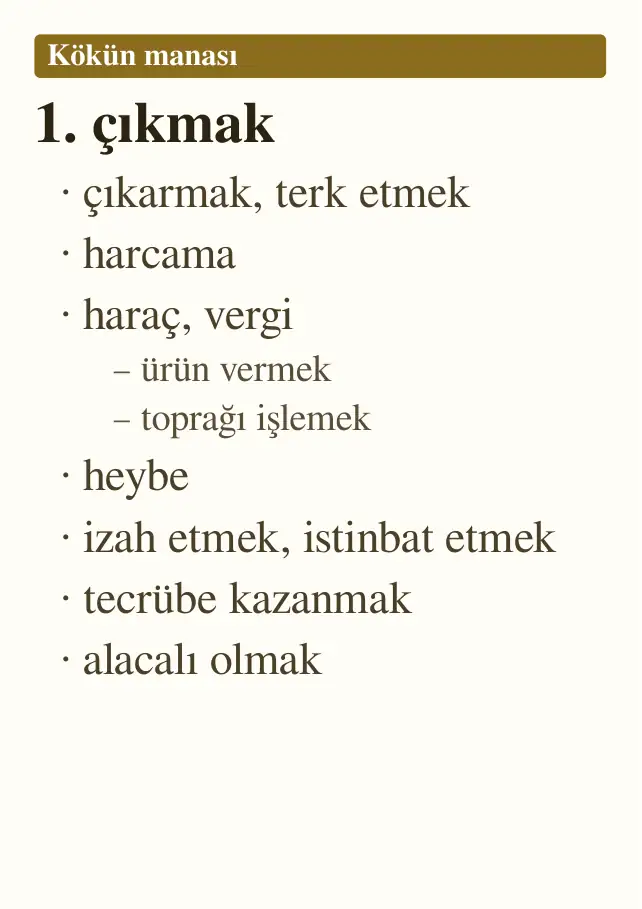 Kökün manası
1. çıkmak
· çıkarmak, terk etmek
· harcama
· haraç, vergi
– ürün vermek
– toprağı işlemek
· heybe
· izah etmek, istinbat etmek
· tecrübe kazanmak
· alacalı olmak